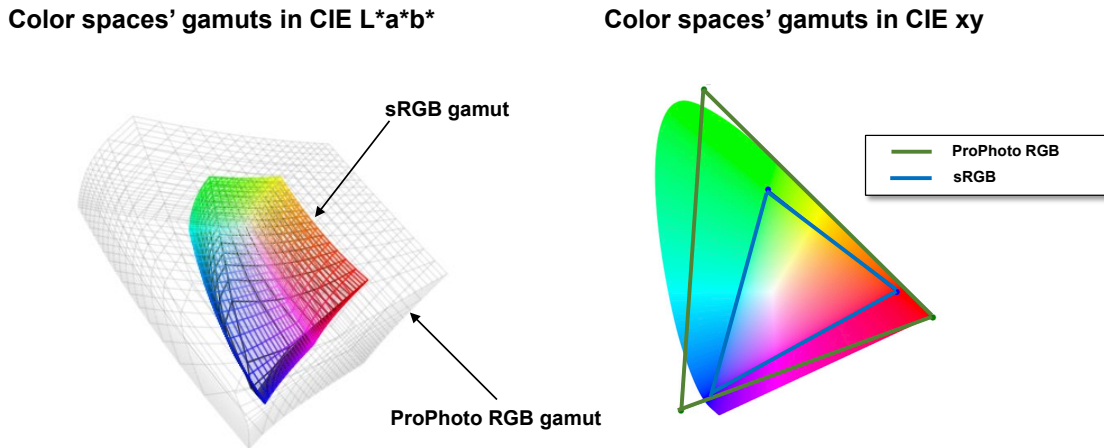 Color spaces’ gamuts in CIE L*a*b*
Color spaces’ gamuts in CIE xy
sRGB gamut
ProPhoto RGB
sRGB
ProPhoto RGB gamut